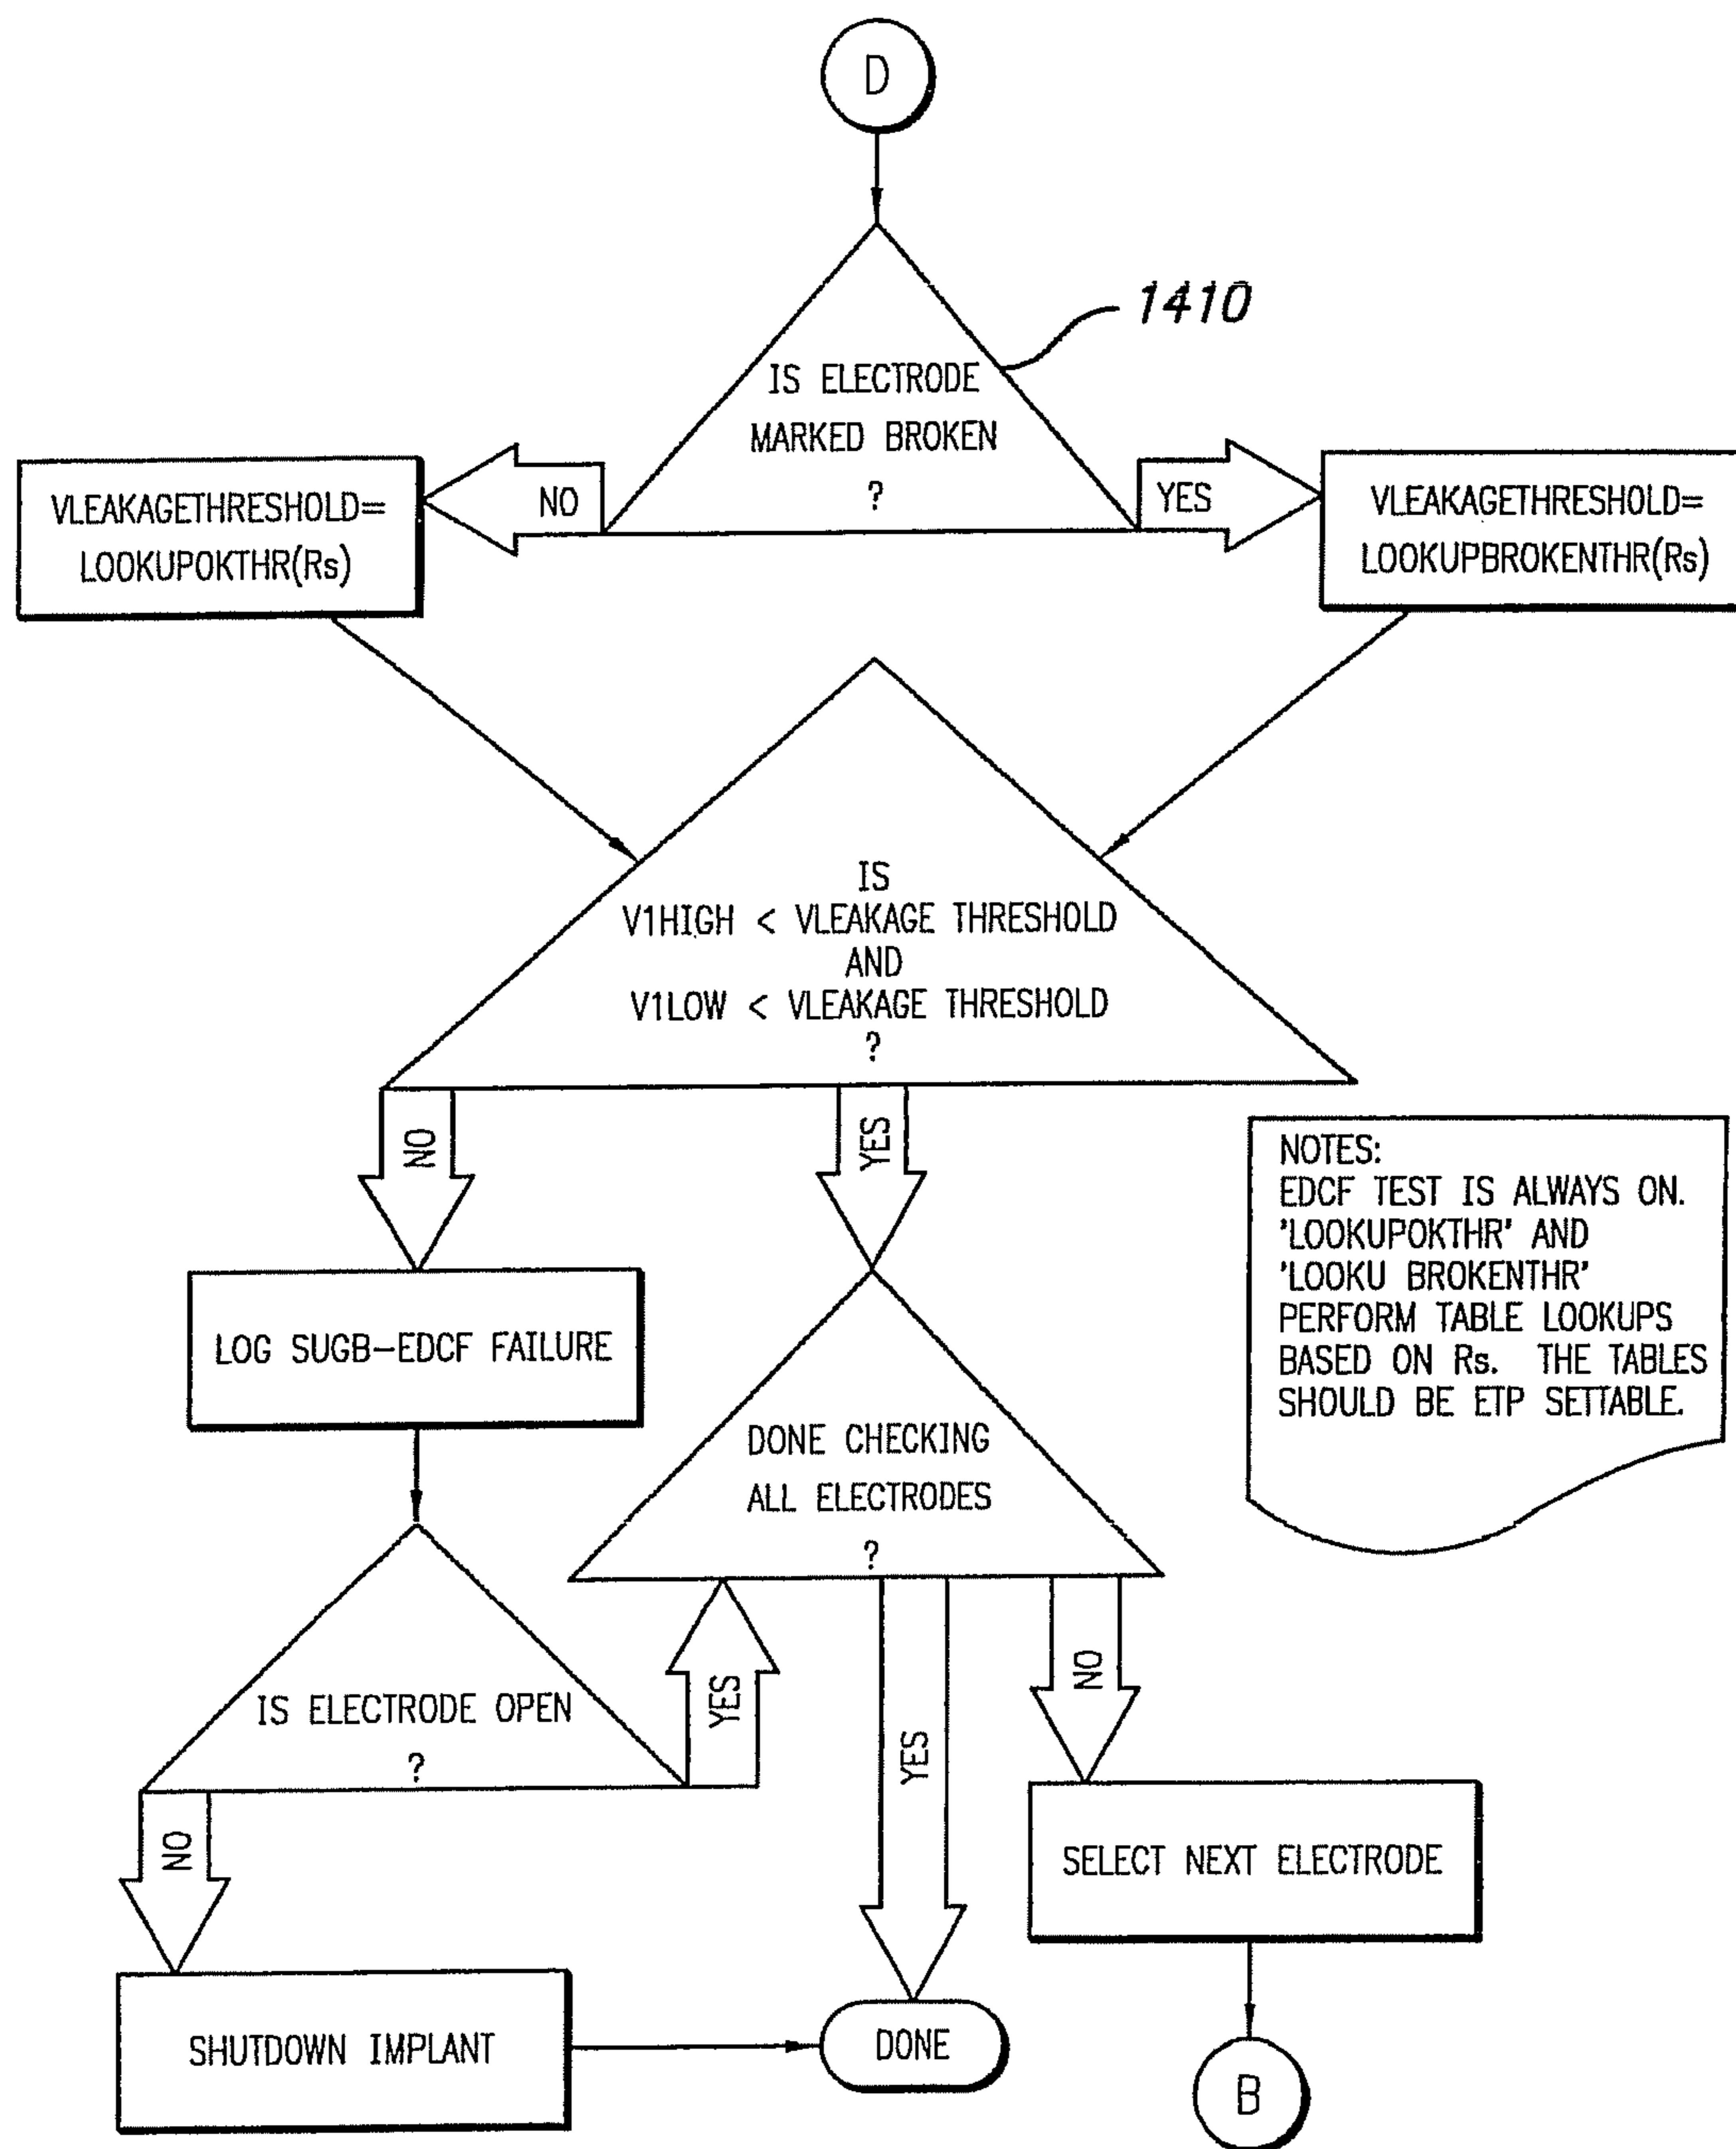 D
1410
IS ELECTRODE
MARKED BROKEN
?
NO
YES
VLEAKAGETHRESHOLD=
LOOKUPOKTHR(Rs)
VLEAKAGETHRESHOLD=
LOOKUPBROKENTHR(Rs)
IS
V1HIGH < VLEAKAGE THRESHOLD
AND
V1LOW < VLEAKAGE THRESHOLD
?
NO
YES
NOTES:
EDCF TEST IS ALWAYS ON.
'LOOKUPOKTHR' AND
'LOOKU BROKENTHR'
PERFORM TABLE LOOKUPS
BASED ON Rs. THE TABLES
SHOULD BE ETP SETTABLE.
LOG SUGB-EDCF FAILURE
DONE CHECKING
ALL ELECTRODES
?
IS ELECTRODE OPEN
?
YES
NO
YES
NO
SELECT NEXT ELECTRODE
SHUTDOWN IMPLANT
DONE
B